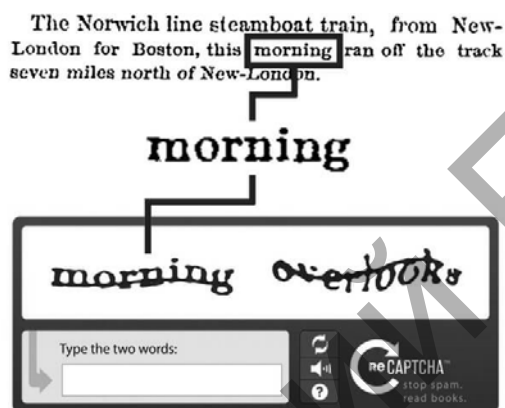 The Norwich line steamboat train, from New-
London for Boston, this morning ran off the track
seven miles north of New-London.
morning
morning overlooks
Type the two words:
reCAPTCHA™
stop spam.
read books.